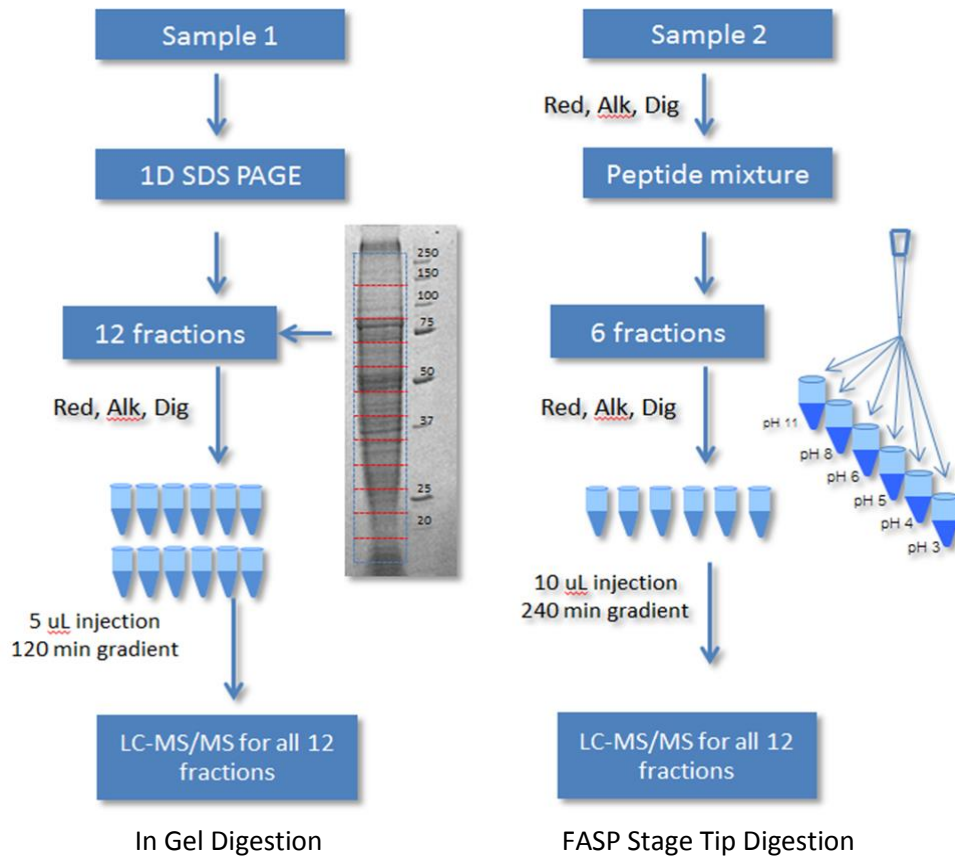 Sample 1
1D SDS PAGE
12 fractions
Red, Alk, Dig
5 uL injection
120 min gradient
LC-MS/MS for all 12
fractions
In Gel Digestion
250
150
100
75
50
37
25
20
Sample 2
Red, Alk, Dig
Peptide mixture
6 fractions
Red, Alk, Dig
10 uL injection
240 min gradient
LC-MS/MS for all 12
fractions
FASP Stage Tip Digestion
pH 11
pH 8
pH 6
pH 5
pH 4
pH 3